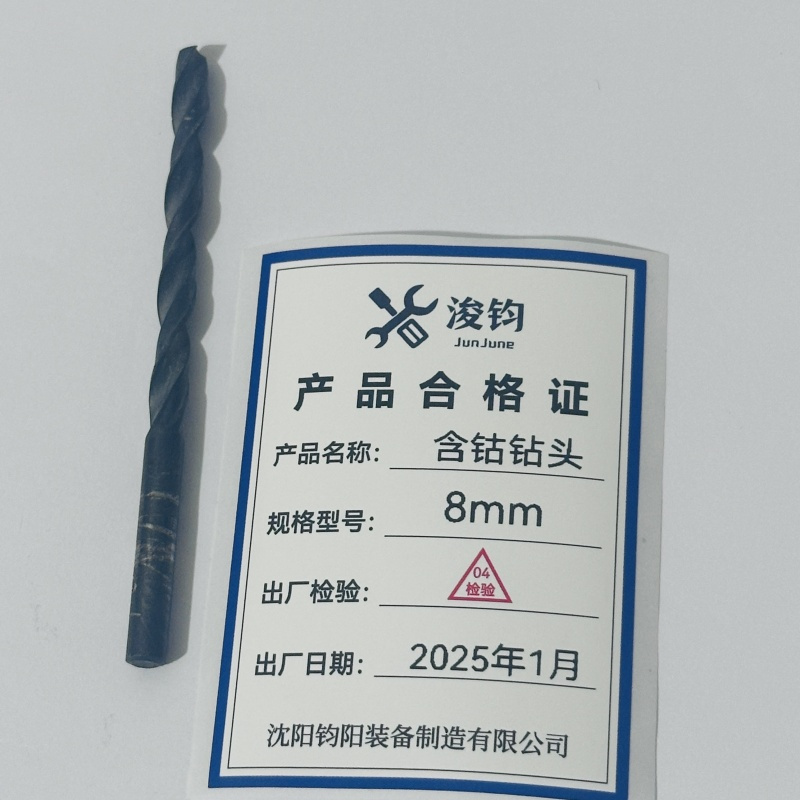 浚钧
JunJune
产品合格证
产品名称: 含钴钻头
规格型号: 8mm
出厂检验: 04 检验
出厂日期: 2025年1月
沈阳钧阳装备制造有限公司